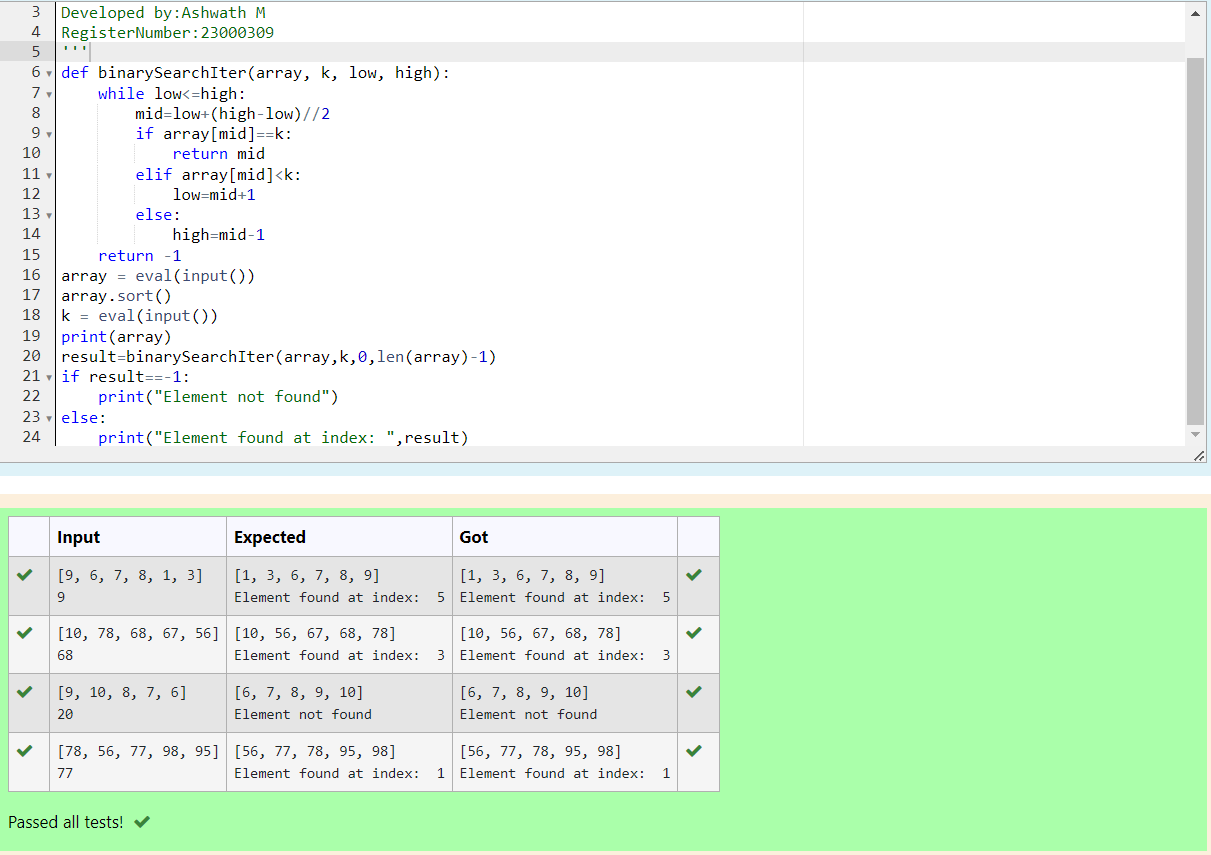 3 Developed by:Ashwath M
4 RegisterNumber:23000309
5 '''
6 def binarySearchIter(array, k, low, high):
7     while low<=high:
8         mid=low+(high-low)//2
9         if array[mid]==k:
10             return mid
11         elif array[mid]<k:
12             low=mid+1
13         else:
14             high=mid-1
15     return -1
16 array = eval(input())
17 array.sort()
18 k = eval(input())
19 print(array)
20 result=binarySearchIter(array,k,0,len(array)-1)
21 if result==-1:
22     print("Element not found")
23 else:
24     print("Element found at index: ",result)
Input Expected Got
[9, 6, 7, 8, 1, 3] [1, 3, 6, 7, 8, 9] [1, 3, 6, 7, 8, 9]
9 Element found at index:  5 Element found at index:  5
[10, 78, 68, 67, 56] [10, 56, 67, 68, 78] [10, 56, 67, 68, 78]
68 Element found at index:  3 Element found at index:  3
[9, 10, 8, 7, 6] [6, 7, 8, 9, 10] [6, 7, 8, 9, 10]
20 Element not found Element not found
[78, 56, 77, 98, 95] [56, 77, 78, 95, 98] [56, 77, 78, 95, 98]
77 Element found at index:  1 Element found at index:  1
Passed all tests!